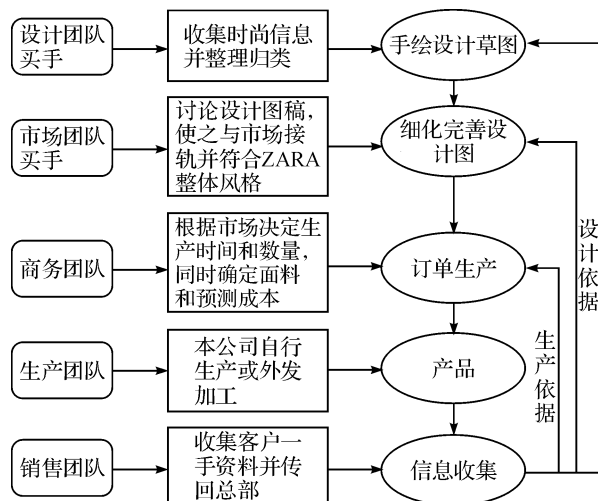 设计团队
买手
收集时尚信息
并整理归类
手绘设计草图
市场团队
买手
讨论设计图稿，
使之与市场接
轨并符合ZARA
整体风格
细化完善设
计图
商务团队
根据市场决定生
产时间和数量，
同时确定面料
和预测成本
订单生产
设计依据
生产团队
本公司自行
生产或外发
加工
产品
生产依据
销售团队
收集客户一
手资料并传
回总部
信息收集